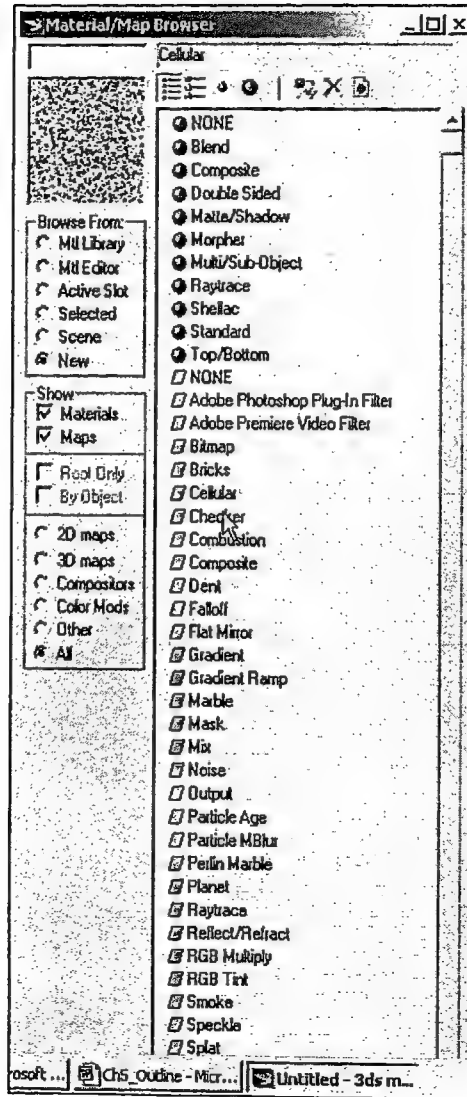 Material/Map Browser
Cellular
Browse From:
Mtl Library
Mtl Editor
Active Slot
Selected
Scene
New
Show
Materials
Maps
Root Only
By Object
2D maps
3D maps
Compositors
Color Mods
Other
All
NONE
Blend
Composite
Double Sided
Matte/Shadow
Morpher
Multi/Sub-Object
Raytrace
Shellac
Standard
Top/Bottom
NONE
Adobe Photoshop Plug-In Filter
Adobe Premiere Video Filter
Bitmap
Bricks
Cellular
Checker
Combustion
Composite
Dent
Falloff
Flat Mirror
Gradient
Gradient Ramp
Marble
Mask
Mix
Noise
Output
Particle Age
Particle MBlur
Perlin Marble
Planet
Raytrace
Reflect/Refract
RGB Multiply
RGB Tint
Smoke
Speckle
Splat
rosoft ... Ch5_Outline - Micr... Untitled - 3ds m...